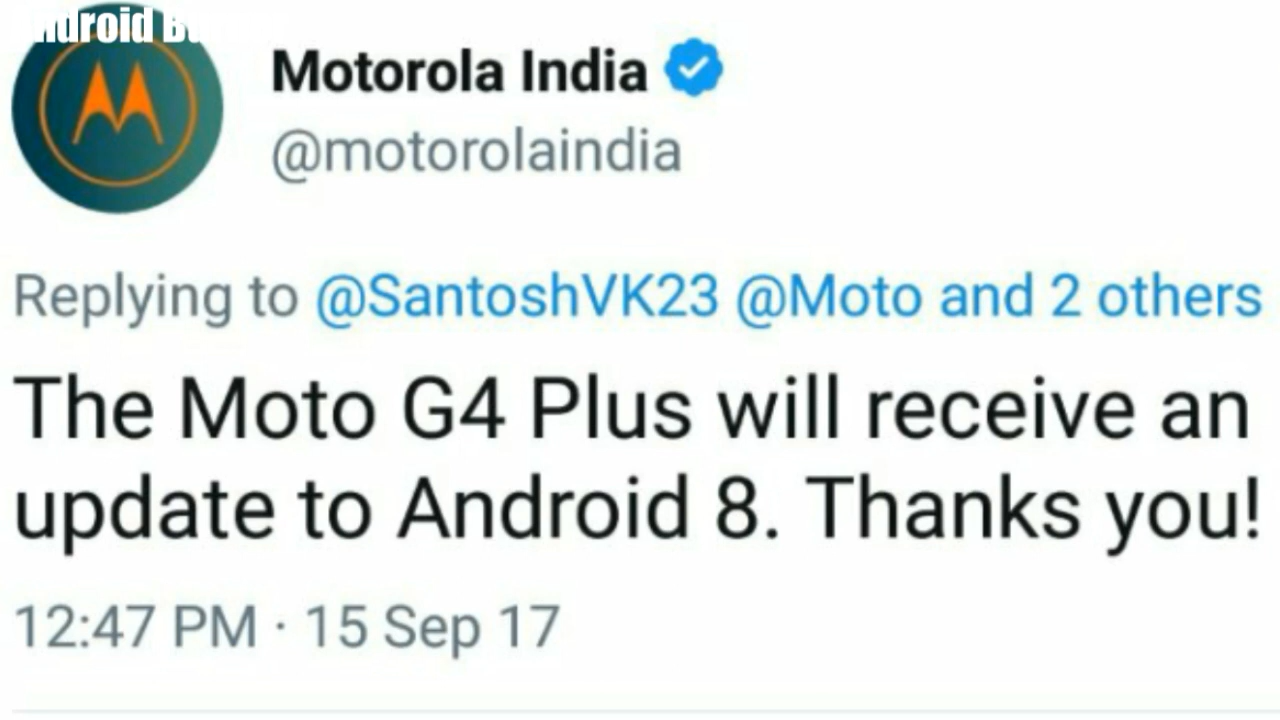 Motorola India
@motorolaindia
Replying to @SantoshVK23 @Moto and 2 others
The Moto G4 Plus will receive an
update to Android 8. Thanks you!
12:47 PM · 15 Sep 17